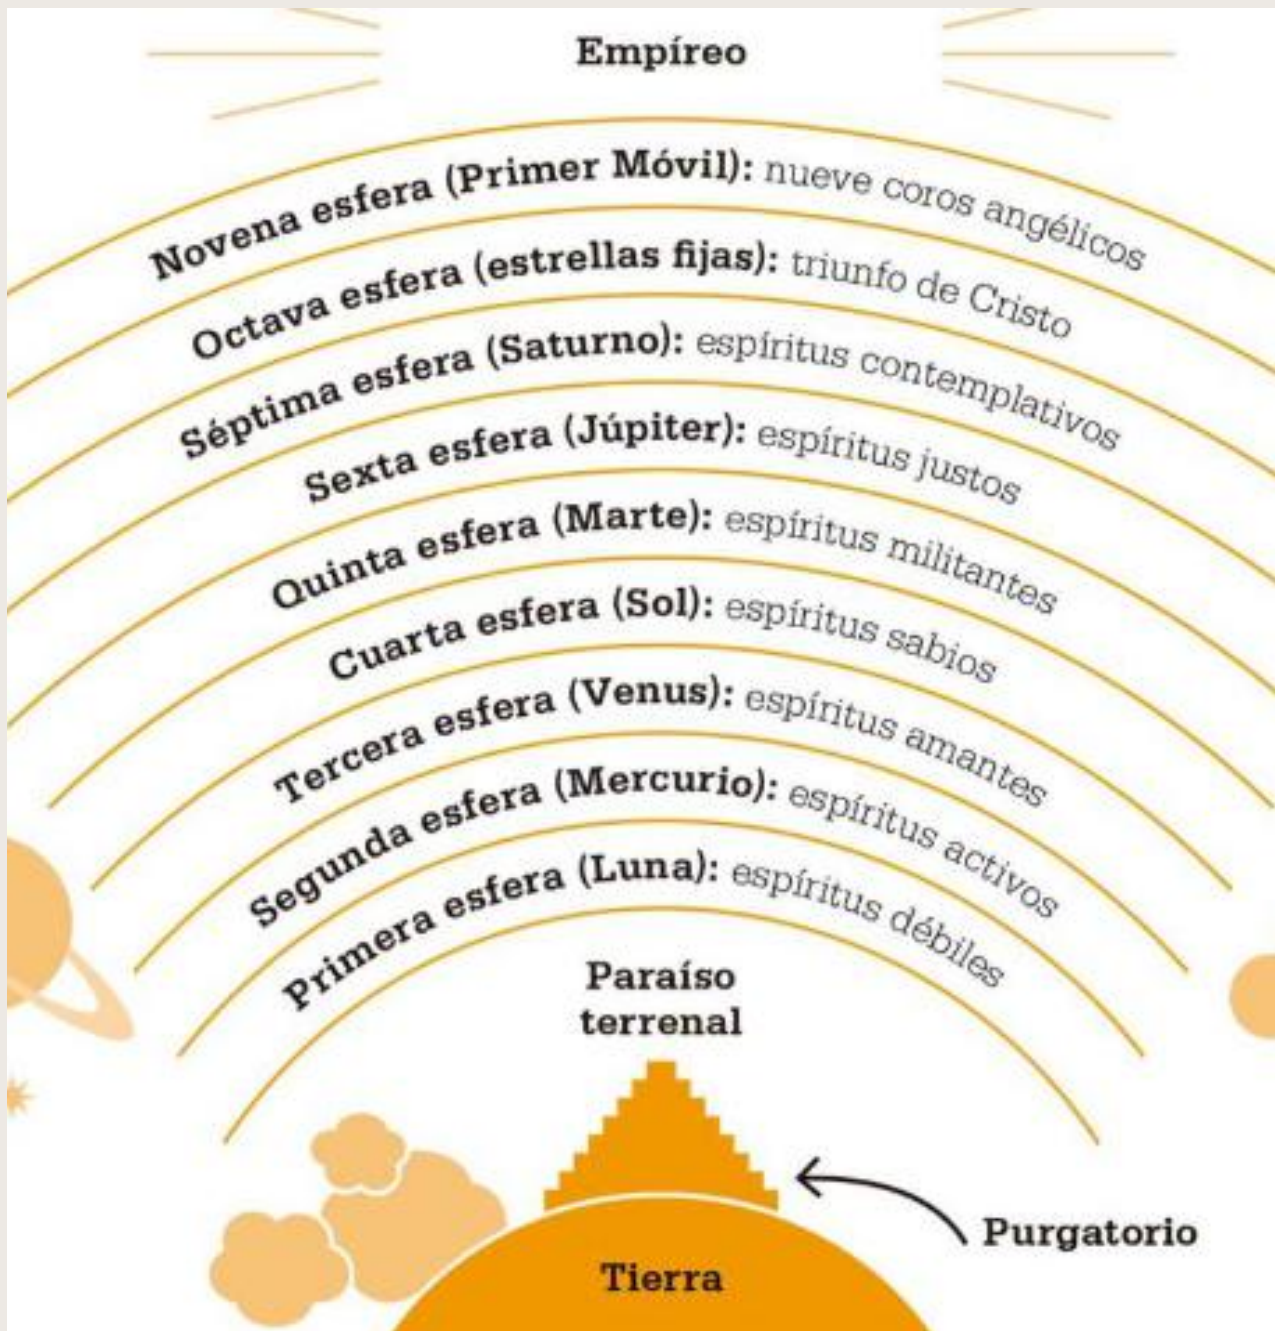 Empíreo
Novena esfera (Primer Móvil): nueve coros angélicos
Octava esfera (estrellas fijas): triunfo de Cristo
Séptima esfera (Saturno): espíritus contemplativos
Sexta esfera (Júpiter): espíritus justos
Quinta esfera (Marte): espíritus militantes
Cuarta esfera (Sol): espíritus sabios
Tercera esfera (Venus): espíritus amantes
Segunda esfera (Mercurio): espíritus activos
Primera esfera (Luna): espíritus débiles
Paraíso
terrenal
Purgatorio
Tierra